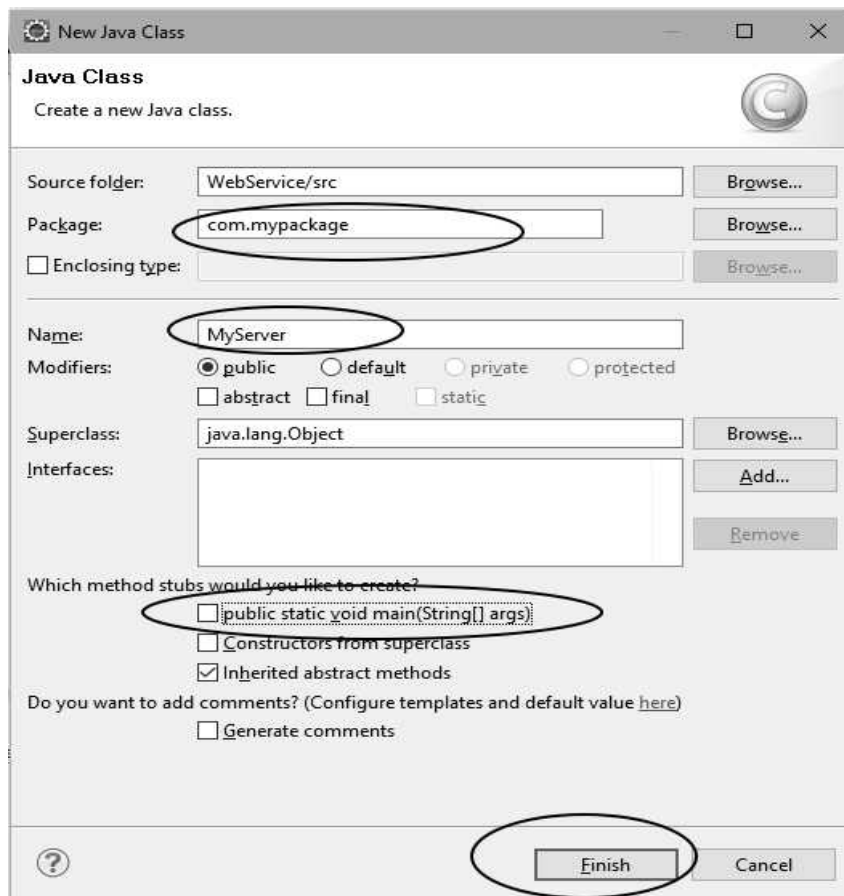 New Java Class
Java Class
Create a new Java class.
Source folder: WebService/src Browse...
Package: com.mypackage Browse...
Enclosing type: Browse...
Name: MyServer
Modifiers: public default private protected
abstract final static
Superclass: java.lang.Object Browse...
Interfaces: Add...
Remove
Which method stubs would you like to create?
public static void main(String[] args)
Constructors from superclass
Inherited abstract methods
Do you want to add comments? (Configure templates and default value here)
Generate comments
? Finish Cancel